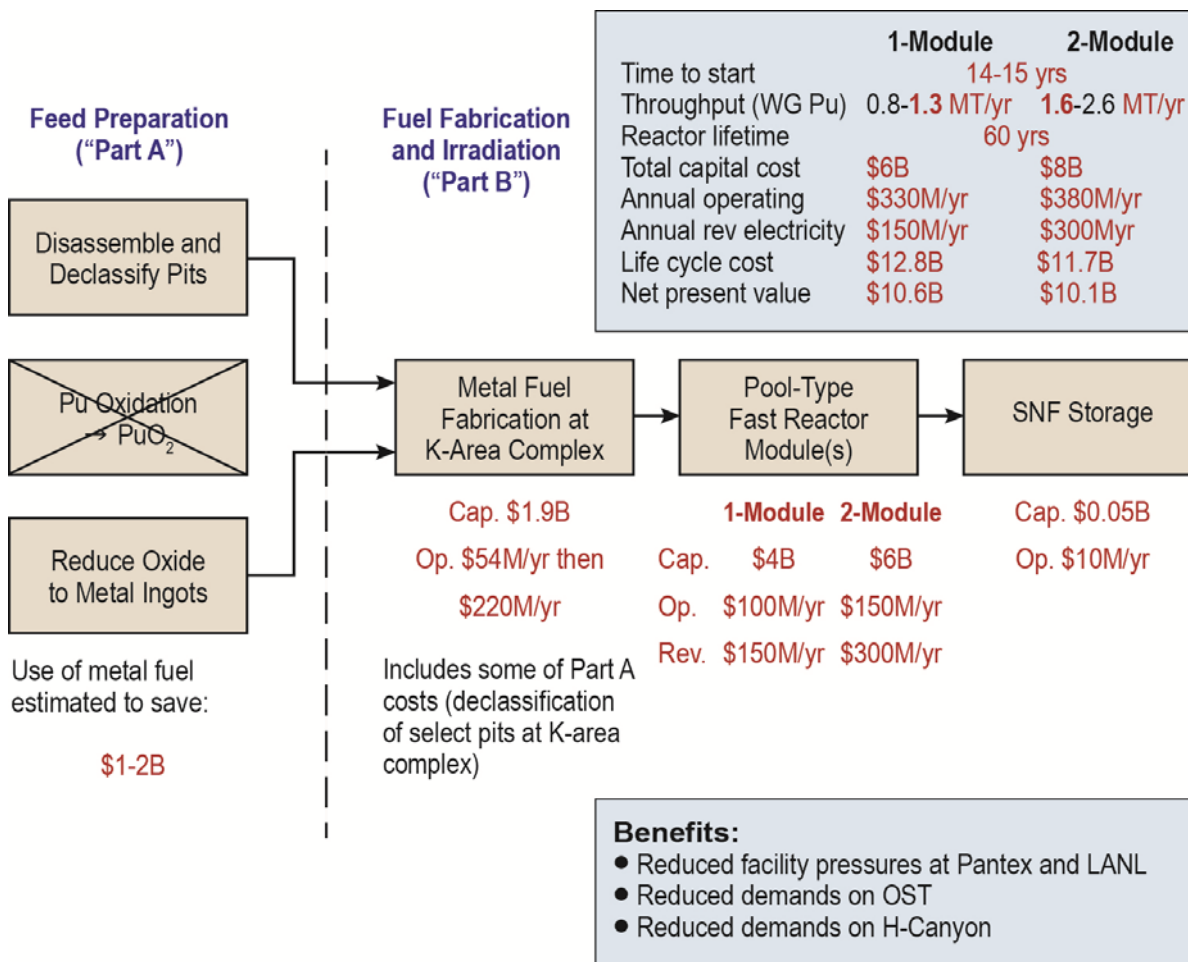 1-Module 2-Module
Time to start 14-15 yrs
Throughput (WG Pu) 0.8-1.3 MT/yr 1.6-2.6 MT/yr
Reactor lifetime 60 yrs
Total capital cost $6B $8B
Annual operating $330M/yr $380M/yr
Annual rev electricity $150M/yr $300Myr
Life cycle cost $12.8B $11.7B
Net present value $10.6B $10.1B
Feed Preparation
(“Part A”)
Disassemble and
Declassify Pits
Pu Oxidation
→ PuO₂
Reduce Oxide
to Metal Ingots
Use of metal fuel
estimated to save:
$1-2B
Fuel Fabrication
and Irradiation
(“Part B”)
Metal Fuel
Fabrication at
K-Area Complex
Cap. $1.9B
Op. $54M/yr then
$220M/yr
Includes some of Part A
costs (declassification
of select pits at K-area
complex)
Pool-Type
Fast Reactor
Module(s)
1-Module 2-Module
Cap. $4B $6B
Op. $100M/yr $150M/yr
Rev. $150M/yr $300M/yr
SNF Storage
Cap. $0.05B
Op. $10M/yr
Benefits:
● Reduced facility pressures at Pantex and LANL
● Reduced demands on OST
● Reduced demands on H-Canyon